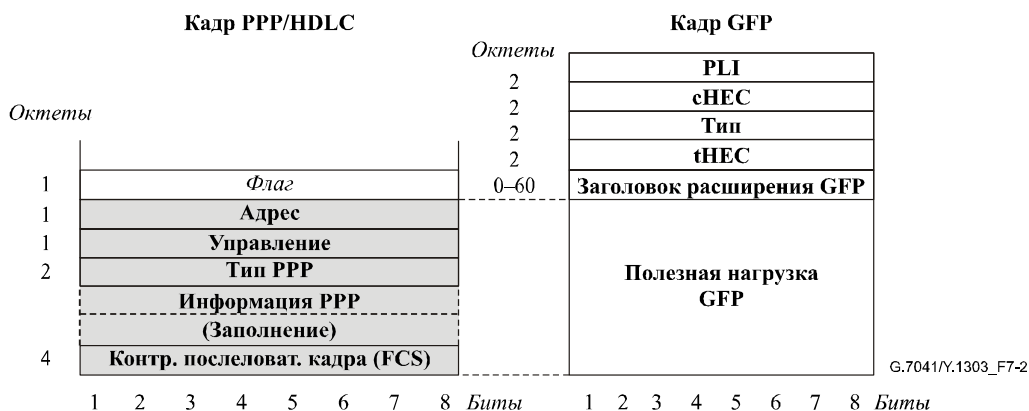 Кадр PPP/HDLC
Октеты
1 Флаг
1 Адрес
1 Управление
2 Тип PPP
Информация PPP
(Заполнение)
4 Контр. послеловат. кадра (FCS)
1 2 3 4 5 6 7 8 Биты
Кадр GFP
Октеты
PLI
2
cHEC
2
Тип
2
tHEC
2
0–60 Заголовок расширения GFP
Полезная нагрузка
GFP
1 2 3 4 5 6 7 8 Биты
G.7041/Y.1303_F7-2